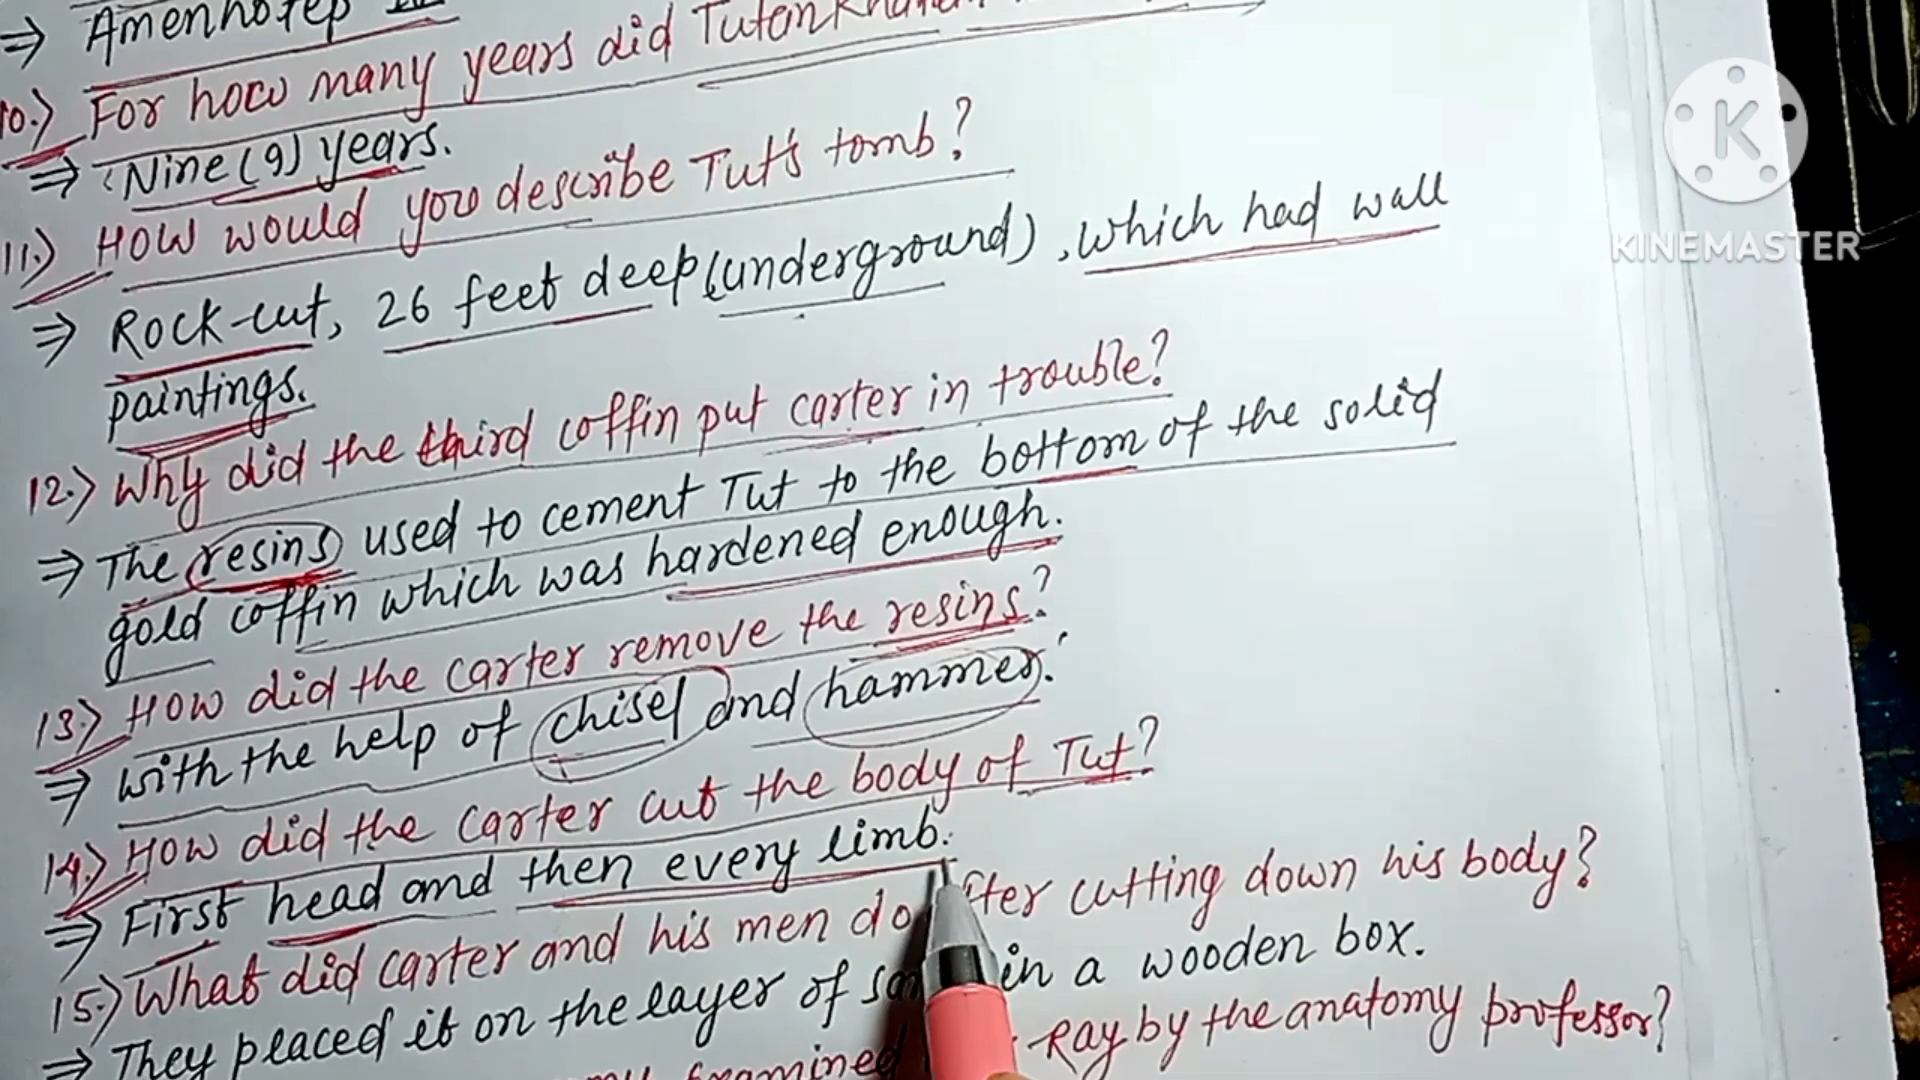 ⇒ Amenhotep III
10.) For how many years did
⇒ Nine (9) years.
11.) How would you describe Tut's tomb?
⇒ Rock-cut, 26 feet deep (underground), which had wall
paintings.
12.) Why did the third coffin put carter in trouble?
⇒ The resins used to cement Tut to the bottom of the solid
gold coffin which was hardened enough.
13.) How did the carter remove the resins?
⇒ with the help of chisel and hammer.
14.) How did the carter cut the body of Tut?
⇒ First head and then every limb.
15.) What did carter and his men do after cutting down his body?
⇒ They placed it on the layer of in a wooden box.
examined Ray by the anatomy professor?
K
KINEMASTER